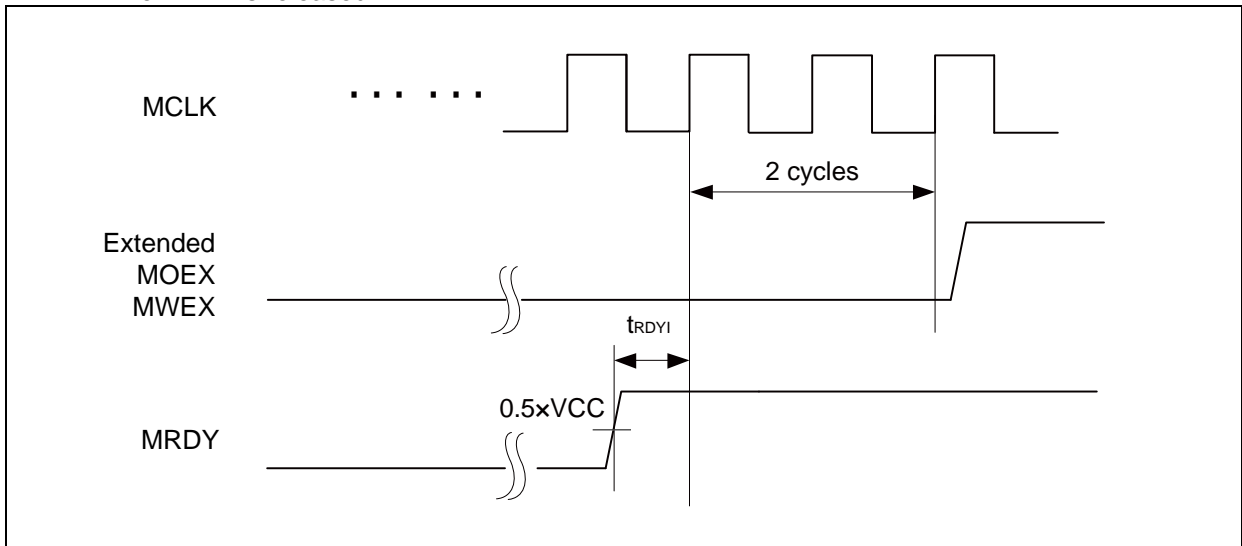 MCLK
... ...
2 cycles
Extended
MOEX
MWEX
tRDYI
0.5×VCC
MRDY